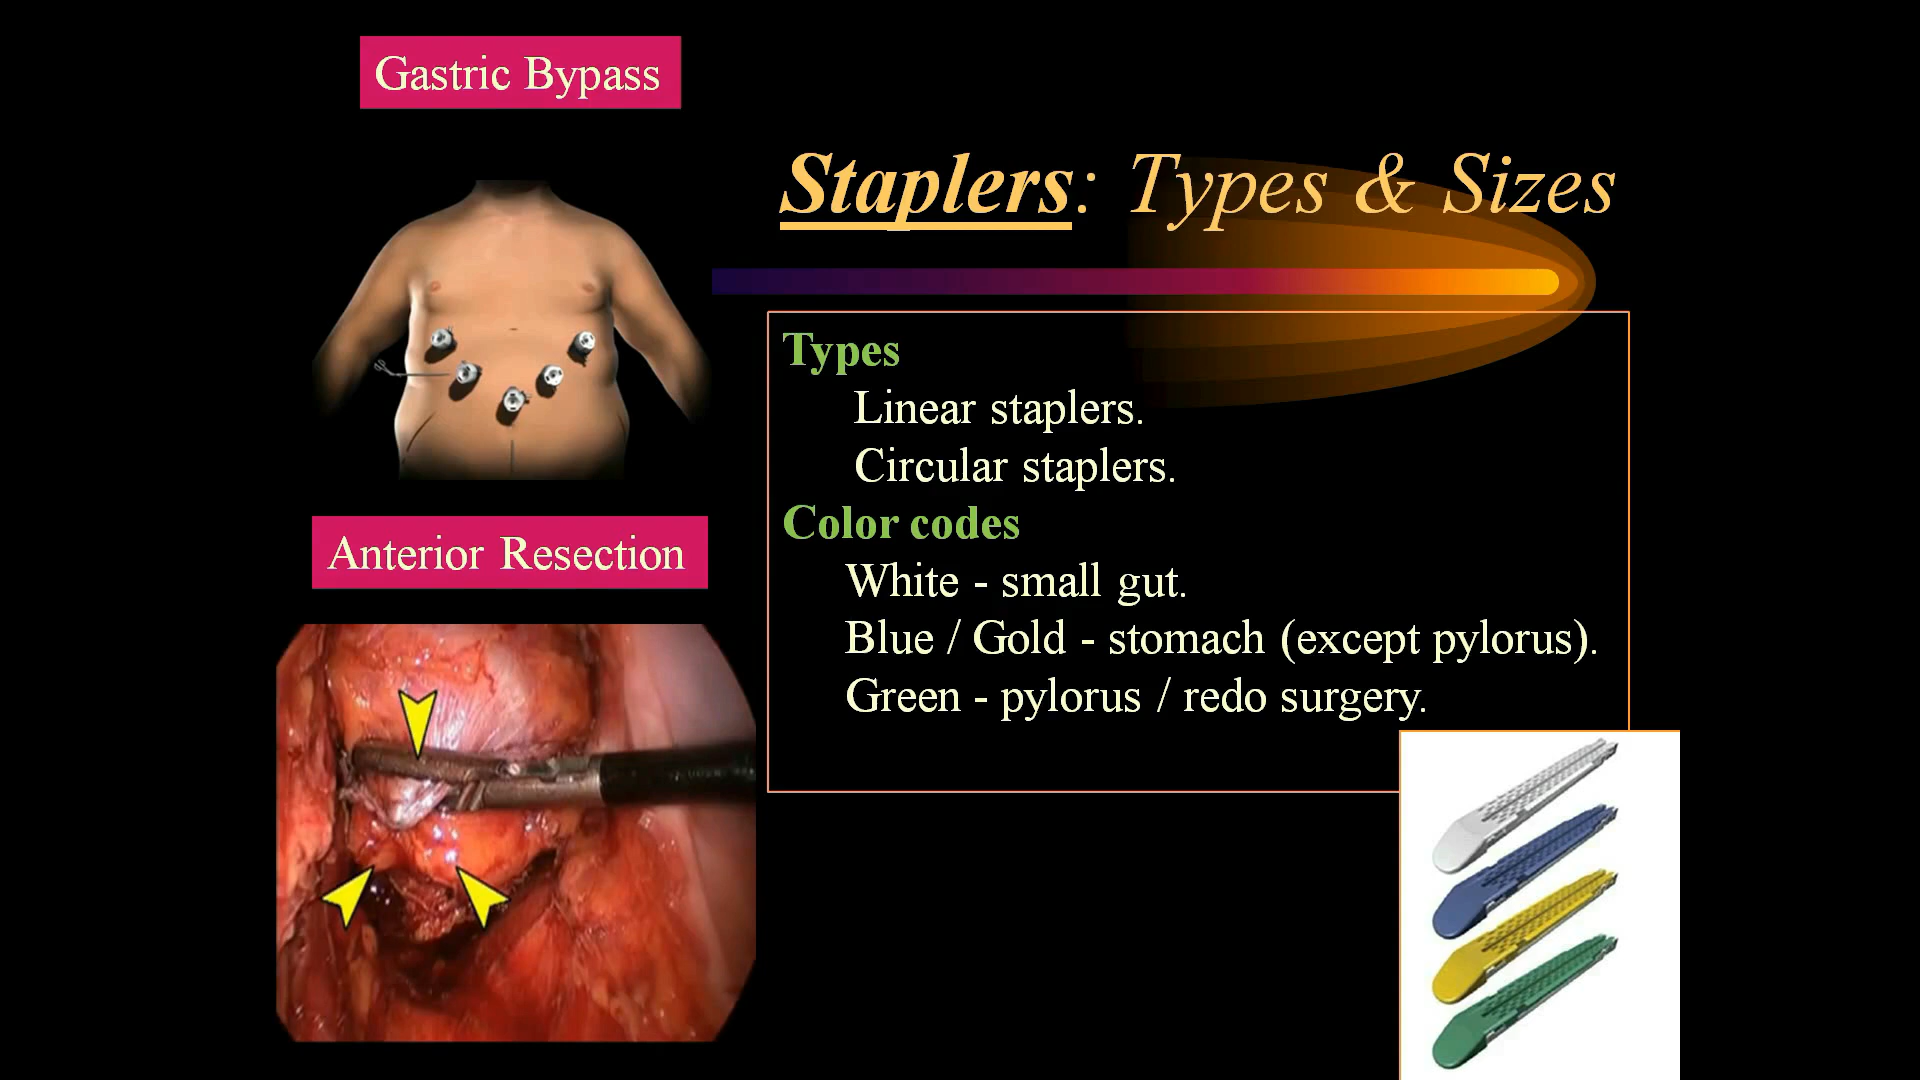 Gastric Bypass
Staplers: Types & Sizes
Types
Linear staplers.
Circular staplers.
Color codes
White - small gut.
Blue / Gold - stomach (except pylorus).
Green - pylorus / redo surgery.
Anterior Resection